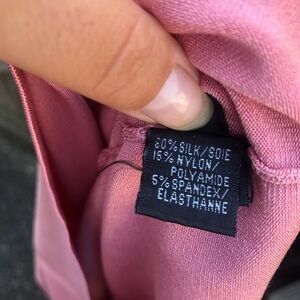 80%SILK/SOIE
15%NYLON/
POLYAMIDE
5%SPANDEX/
ELASTHANNE